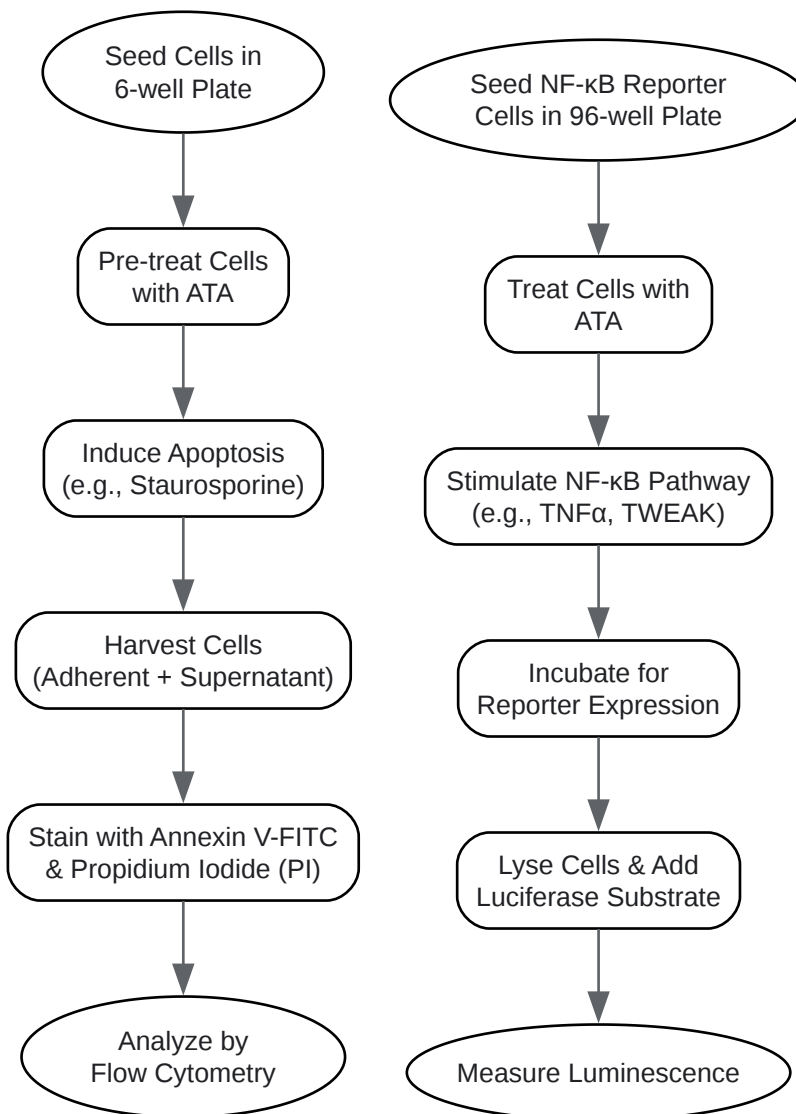 Seed Cells in
6-well Plate
Pre-treat Cells
with ATA
Induce Apoptosis
(e.g., Staurosporine)
Harvest Cells
(Adherent + Supernatant)
Stain with Annexin V-FITC
& Propidium Iodide (PI)
Analyze by
Flow Cytometry
Seed NF-κB Reporter
Cells in 96-well Plate
Treat Cells with
ATA
Stimulate NF-κB Pathway
(e.g., TNFα, TWEAK)
Incubate for
Reporter Expression
Lyse Cells & Add
Luciferase Substrate
Measure Luminescence